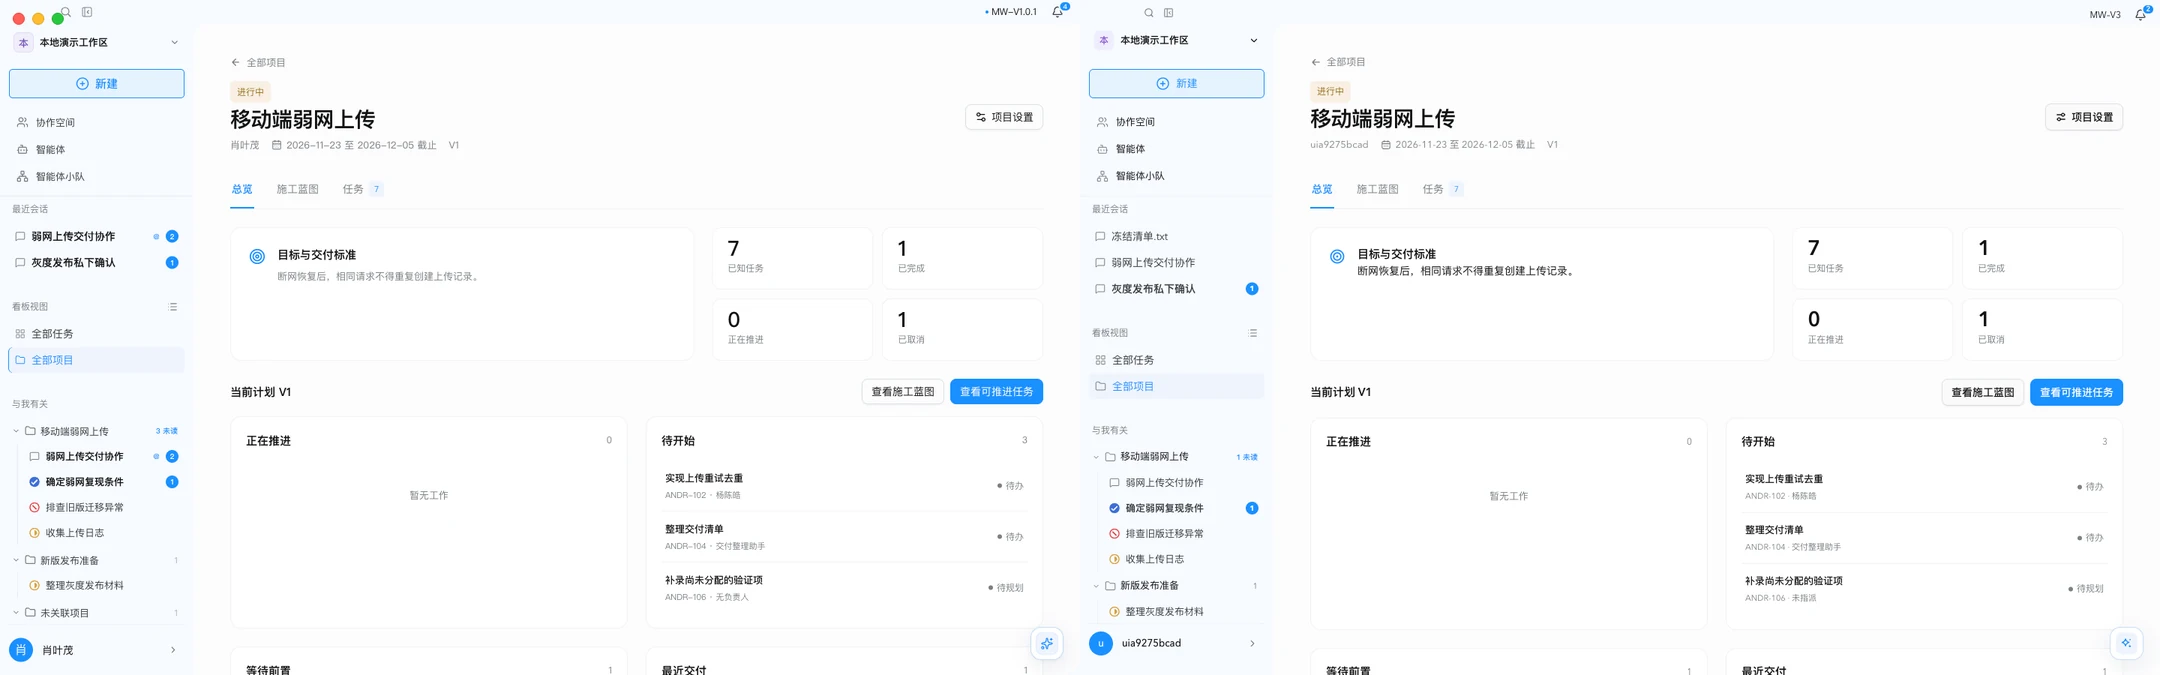 MW–V1.0.1
4
本 本地演示工作区
新建
协作空间
智能体
智能体小队
最近会话
弱网上传交付协作 @ 2
灰度发布私下确认 1
看板视图
全部任务
全部项目
与我有关
移动端弱网上传 3 未读
弱网上传交付协作 @ 2
确定弱网复现条件 1
排查旧版迁移异常
收集上传日志
新版发布准备 1
整理灰度发布材料
未关联项目 1
肖 肖叶茂
全部项目
进行中
移动端弱网上传
肖叶茂 2026–11–23 至 2026–12–05 截止 V1
项目设置
总览 施工蓝图 任务 7
目标与交付标准
断网恢复后，相同请求不得重复创建上传记录。
7
已知任务
1
已完成
0
正在推进
1
已取消
当前计划 V1
查看施工蓝图 查看可推进任务
正在推进 0
暂无工作
待开始 3
实现上传重试去重
ANDR–102 · 杨陈皓
待办
整理交付清单
ANDR–104 · 交付整理助手
待办
补录尚未分配的验证项
ANDR–106 · 无负责人
待规划
等待前置 1
最近交付 1
MW-V3
2
本 本地演示工作区
新建
协作空间
智能体
智能体小队
最近会话
冻结清单.txt
弱网上传交付协作
灰度发布私下确认 1
看板视图
全部任务
全部项目
与我有关
移动端弱网上传 1 未读
弱网上传交付协作
确定弱网复现条件 1
排查旧版迁移异常
收集上传日志
新版发布准备 1
整理灰度发布材料
u uia9275bcad
全部项目
进行中
移动端弱网上传
uia9275bcad 2026-11-23 至 2026-12-05 截止 V1
项目设置
总览 施工蓝图 任务 7
目标与交付标准
断网恢复后，相同请求不得重复创建上传记录。
7
已知任务
1
已完成
0
正在推进
1
已取消
当前计划 V1
查看施工蓝图 查看可推进任务
正在推进 0
暂无工作
待开始 3
实现上传重试去重
ANDR-102 · 杨陈皓
待办
整理交付清单
ANDR-104 · 交付整理助手
待办
补录尚未分配的验证项
ANDR-106 · 未指派
待规划
等待前置 1
最近交付 1